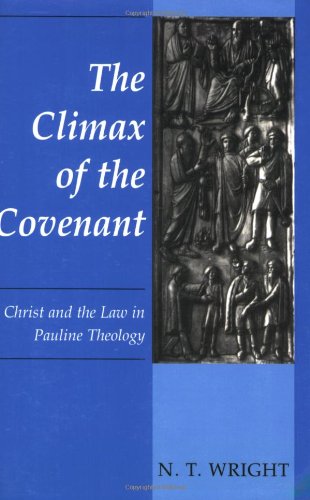 The
Climax
of the
Covenant
Christ and the Law in
Pauline Theology
N. T. WRIGHT